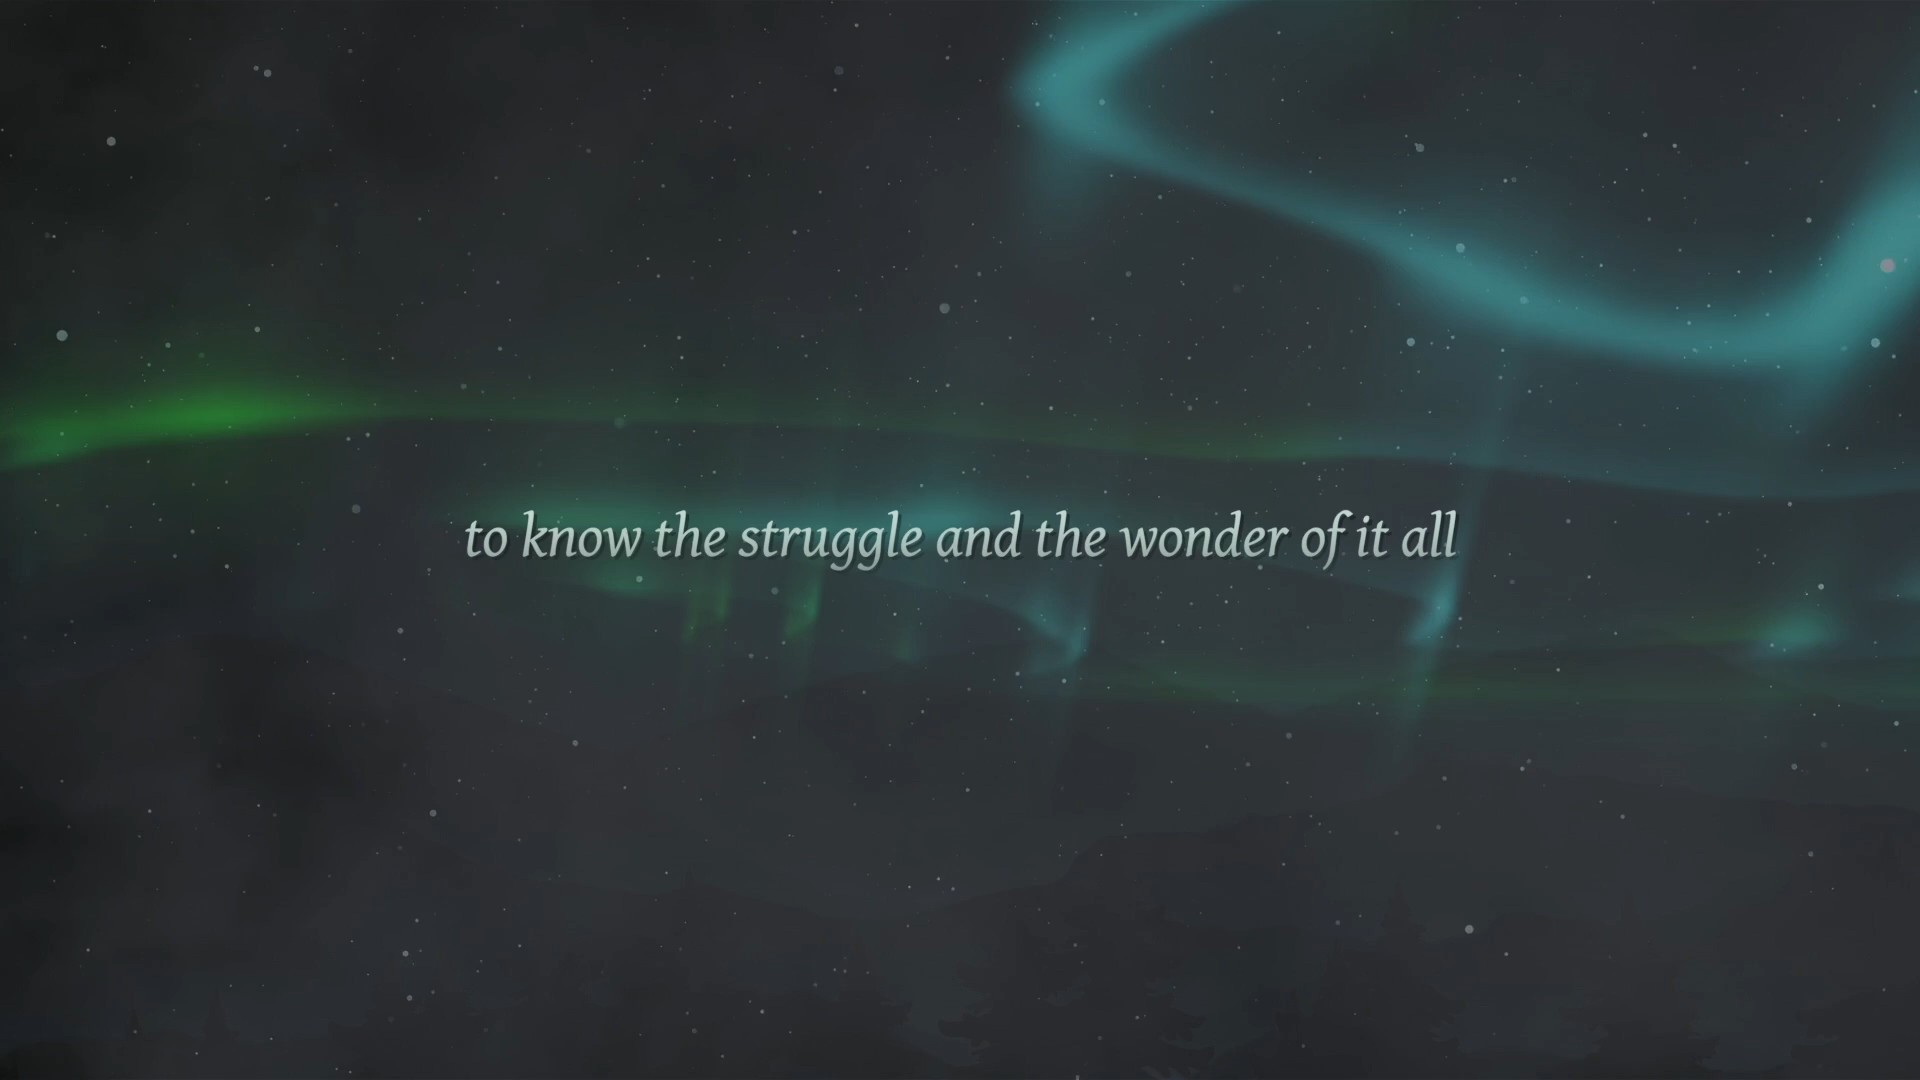 to know the struggle and the wonder of it all